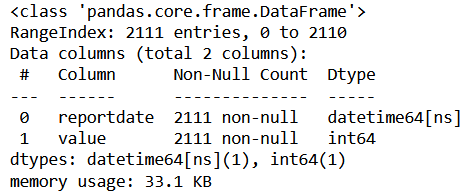 <class 'pandas.core.frame.DataFrame'>
RangeIndex: 2111 entries, 0 to 2110
Data columns (total 2 columns):
 #   Column      Non-Null Count  Dtype
---  ------      --------------  -----
 0   reportdate  2111 non-null   datetime64[ns]
 1   value       2111 non-null   int64
dtypes: datetime64[ns](1), int64(1)
memory usage: 33.1 KB